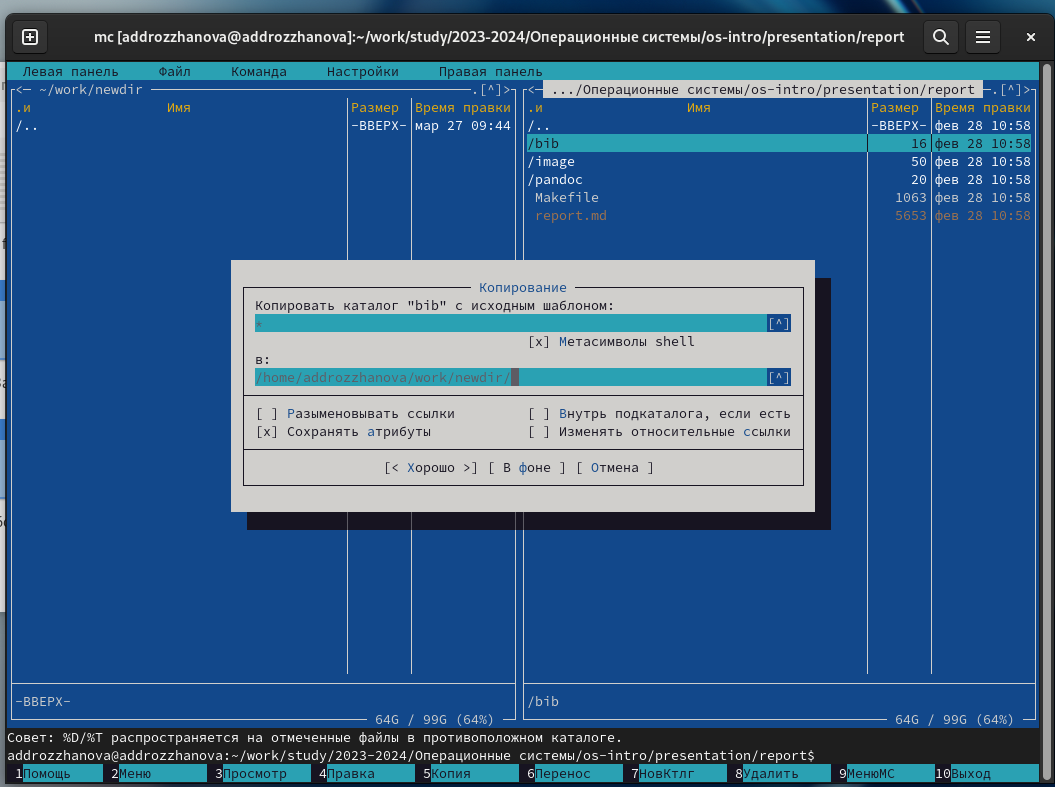 mc [addrozzhanova@addrozzhanova]:~/work/study/2023-2024/Операционные системы/os-intro/presentation/report
Левая панель Файл Команда Настройки Правая панель
<─ ~/work/newdir .[^]>
.и Имя Размер Время правки
/.. -ВВЕРХ- мар 27 09:44
<─ .../Операционные системы/os-intro/presentation/report .[^]>
.и Имя Размер Время правки
/.. -ВВЕРХ- фев 28 10:58
/bib 16 фев 28 10:58
/image 50 фев 28 10:58
/pandoc 20 фев 28 10:58
Makefile 1063 фев 28 10:58
report.md 5653 фев 28 10:58
Копирование
Копировать каталог "bib" с исходным шаблоном:
* [^]
[x] Метасимволы shell
в:
/home/addrozzhanova/work/newdir/ [^]
[ ] Разыменовывать ссылки [ ] Внутрь подкаталога, если есть
[x] Сохранять атрибуты [ ] Изменять относительные ссылки
[< Хорошо >] [ В фоне ] [ Отмена ]
-ВВЕРХ-
64G / 99G (64%)
/bib
64G / 99G (64%)
Совет: %D/%T распространяется на отмеченные файлы в противоположном каталоге.
addrozzhanova@addrozzhanova:~/work/study/2023-2024/Операционные системы/os-intro/presentation/report$
1Помощь 2Меню 3Просмотр 4Правка 5Копия 6Перенос 7НовКтлг 8Удалить 9МенюМС 10Выход